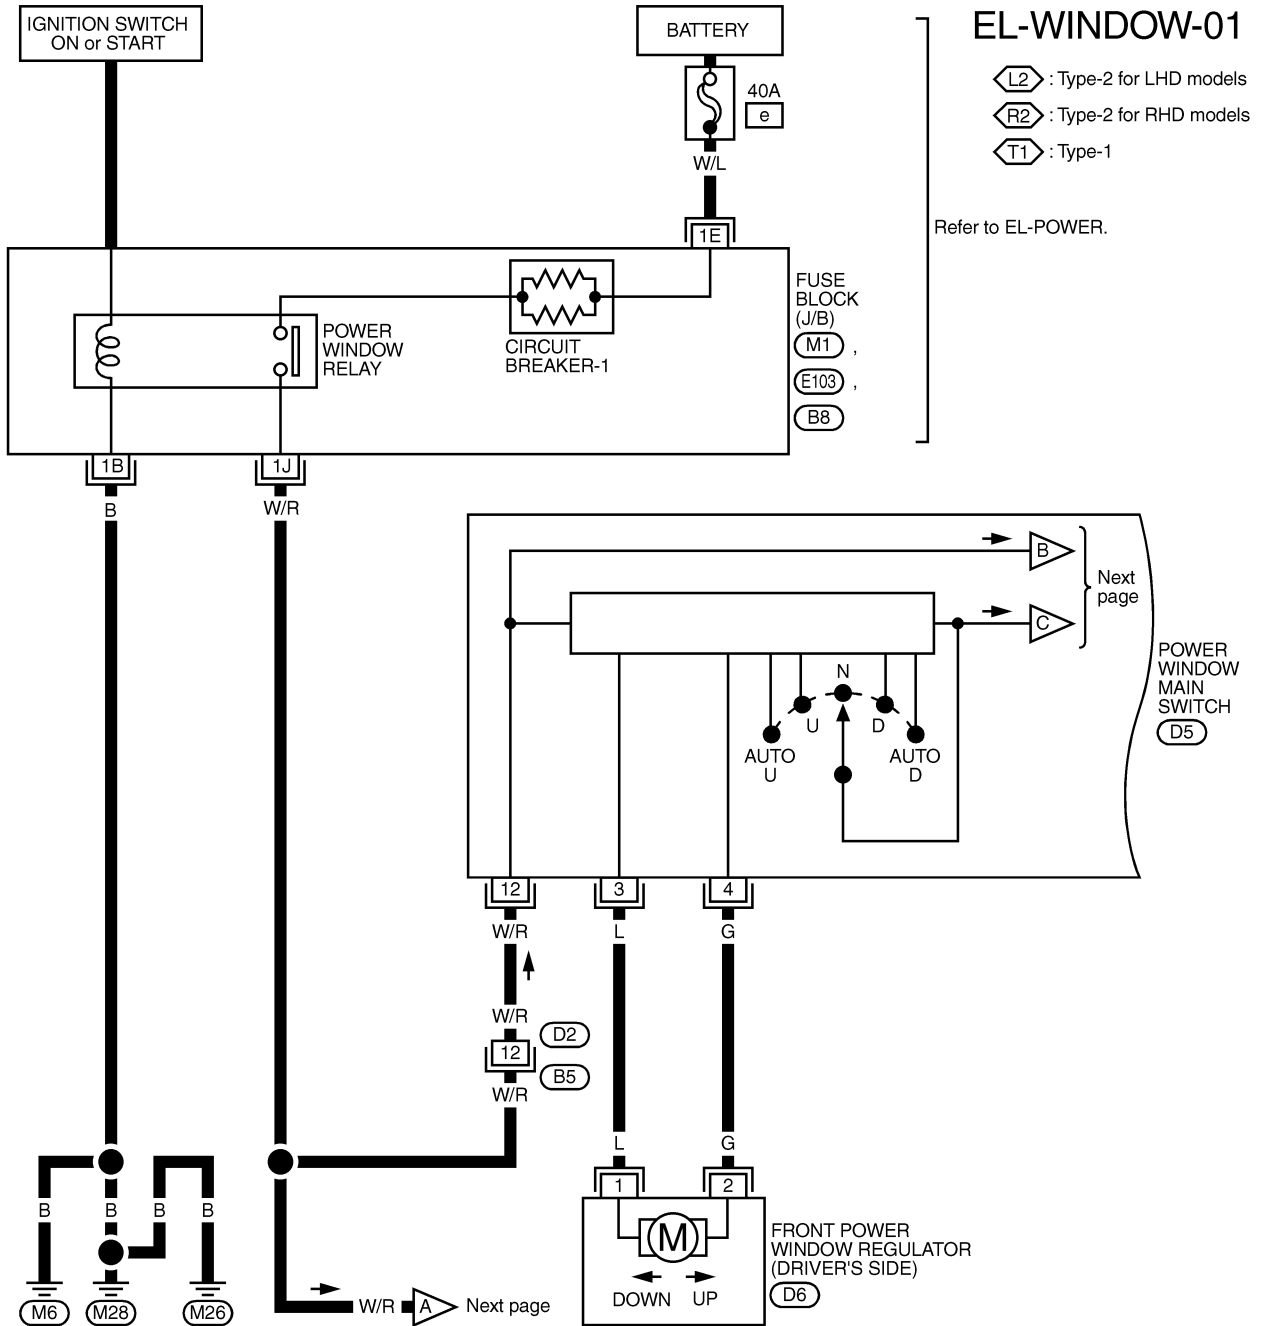 IGNITION SWITCH
ON or START
BATTERY
EL-WINDOW-01
40A
e
L2 : Type-2 for LHD models
R2 : Type-2 for RHD models
T1 : Type-1
W/L
1E
Refer to EL-POWER.
FUSE
BLOCK
(J/B)
M1 ,
E103 ,
B8
POWER
WINDOW
RELAY
CIRCUIT
BREAKER-1
1B
1J
B
W/R
B
C
Next
page
POWER
WINDOW
MAIN
SWITCH
D5
N
U
D
AUTO
U
AUTO
D
12
3
4
W/R
L
G
W/R
D2
12
B5
W/R
L
G
1
2
B
B
B
B
M
FRONT POWER
WINDOW REGULATOR
(DRIVER'S SIDE)
D6
DOWN
UP
M6
M28
M26
W/R
A
Next page